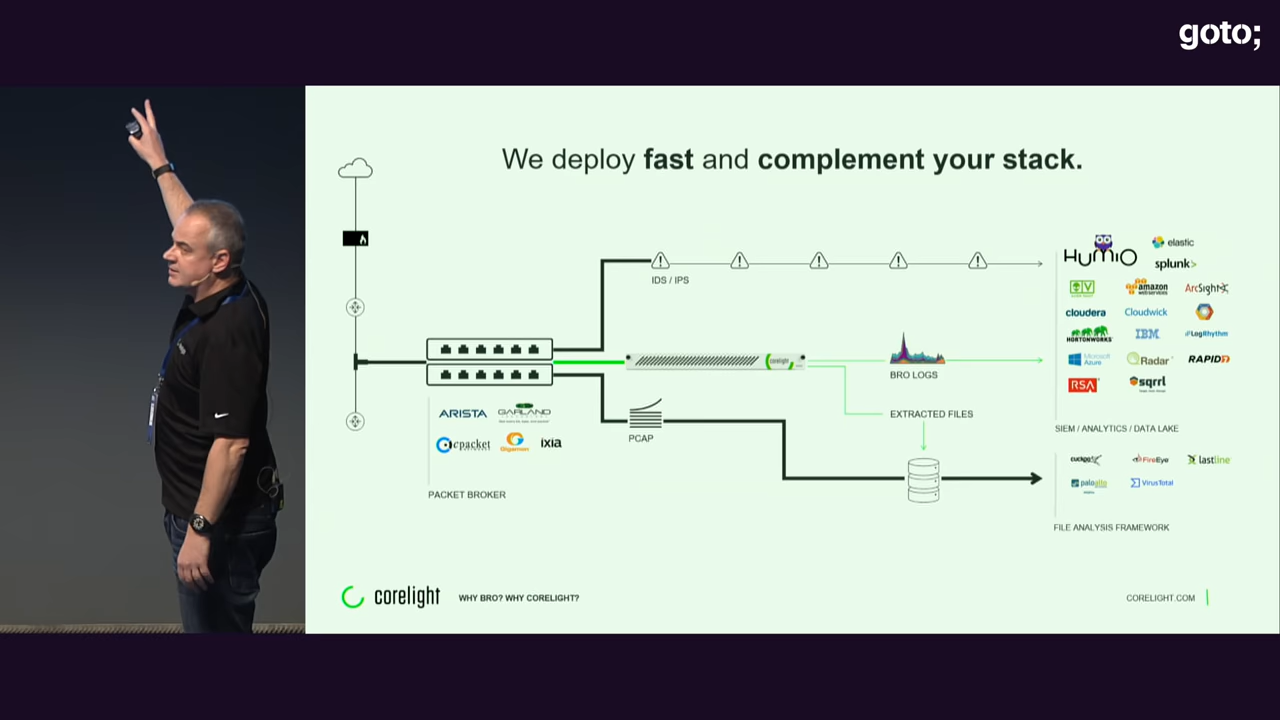 goto;
We deploy fast and complement your stack.
IDS / IPS
HUMIO
elastic
splunk>
amazon
webservices
ArcSight
cloudera
Cloudwick
HORTONWORKS
IBM
LogRhythm
Microsoft
Azure
Radar
RAPID7
RSA
sqrrl
corelight
BRO LOGS
EXTRACTED FILES
SIEM / ANALYTICS / DATA LAKE
ARISTA
GARLAND
cpacket
Gigamon
ixia
PACKET BROKER
PCAP
cuckoo
FireEye
lastline
paloalto
VirusTotal
FILE ANALYSIS FRAMEWORK
corelight
WHY BRO? WHY CORELIGHT?
CORELIGHT.COM